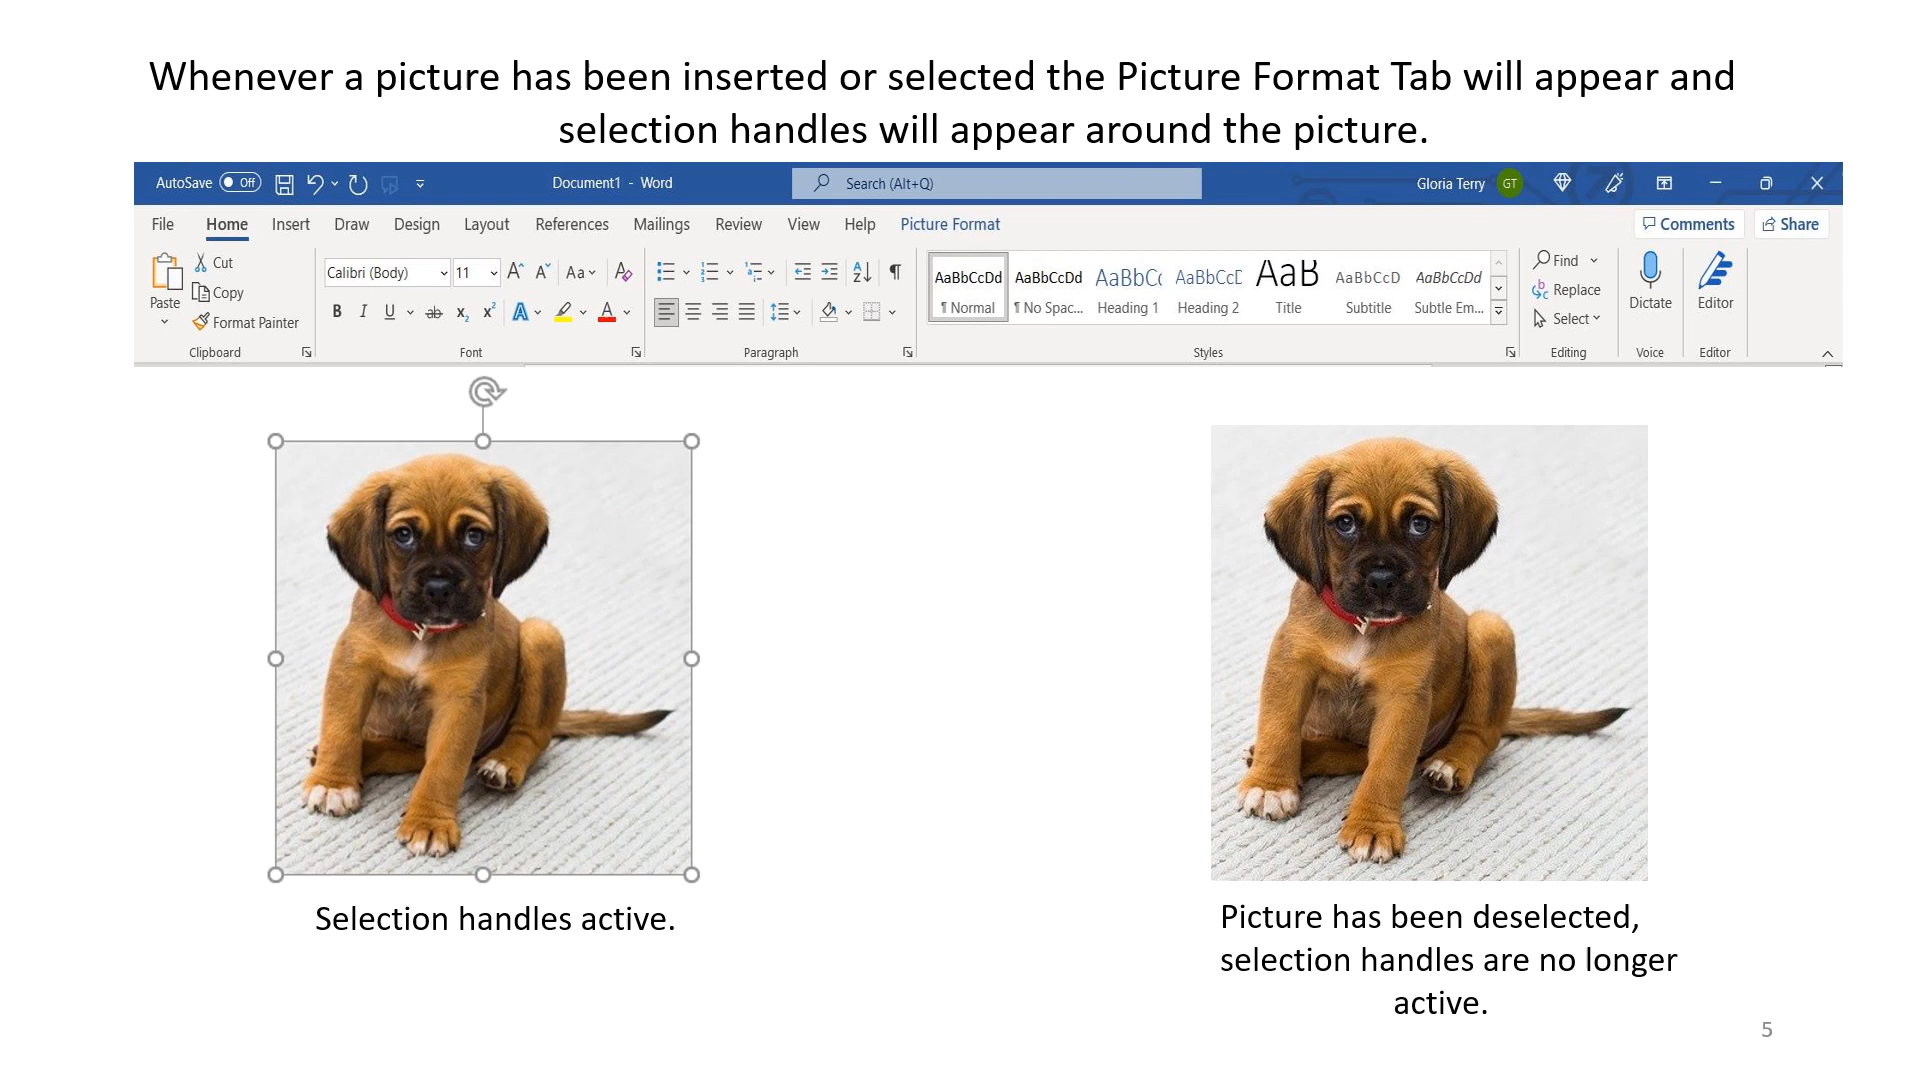 Whenever a picture has been inserted or selected the Picture Format Tab will appear and
selection handles will appear around the picture.
AutoSave Off Document1 - Word Search (Alt+Q) Gloria Terry GT
File Home Insert Draw Design Layout References Mailings Review View Help Picture Format Comments Share
Paste
Cut
Copy
Format Painter
Clipboard
Calibri (Body) 11 A A Aa A
B I U ab x₂ x² A A
Font
Paragraph
AaBbCcDd AaBbCcDd AaBbCc AaBbCcE AaB AaBbCcD AaBbCcDd
¶ Normal ¶ No Spac... Heading 1 Heading 2 Title Subtitle Subtle Em...
Styles
Find
Replace
Select
Editing
Dictate
Voice
Editor
Editor
Selection handles active.
Picture has been deselected,
selection handles are no longer
active.
5